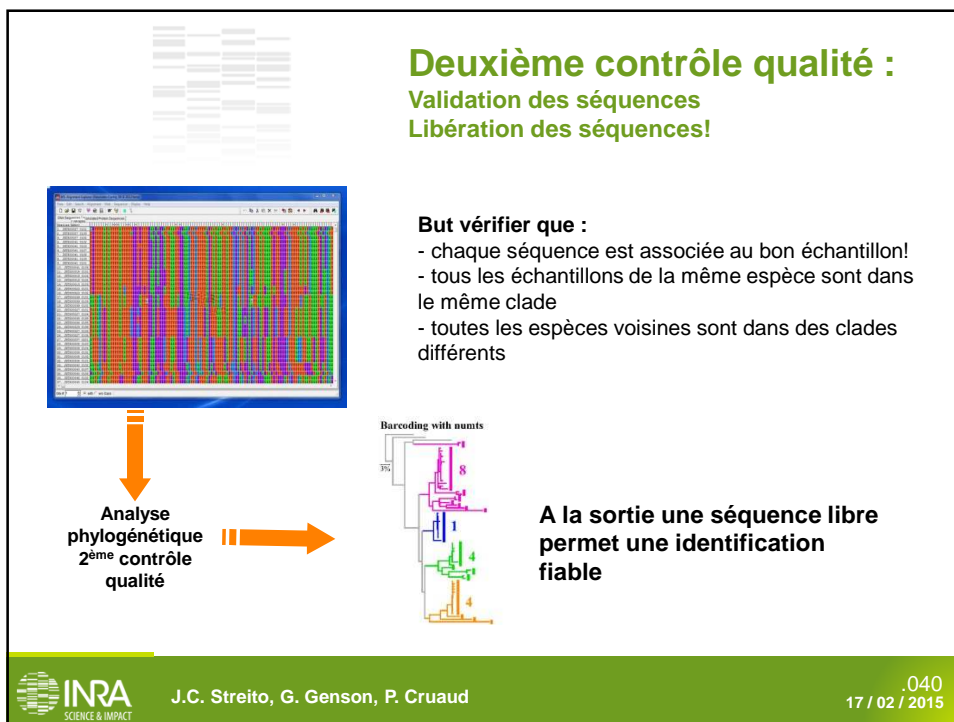 Deuxième contrôle qualité :
Validation des séquences
Libération des séquences!
But vérifier que :
- chaque séquence est associée au bon échantillon!
- tous les échantillons de la même espèce sont dans
le même clade
- toutes les espèces voisines sont dans des clades
différents
Barcoding with numts
3%
8
1
4
4
Analyse
phylogénétique
2ème contrôle
qualité
A la sortie une séquence libre
permet une identification
fiable
INRA
SCIENCE & IMPACT
J.C. Streito, G. Genson, P. Cruaud
.040
17 / 02 / 2015